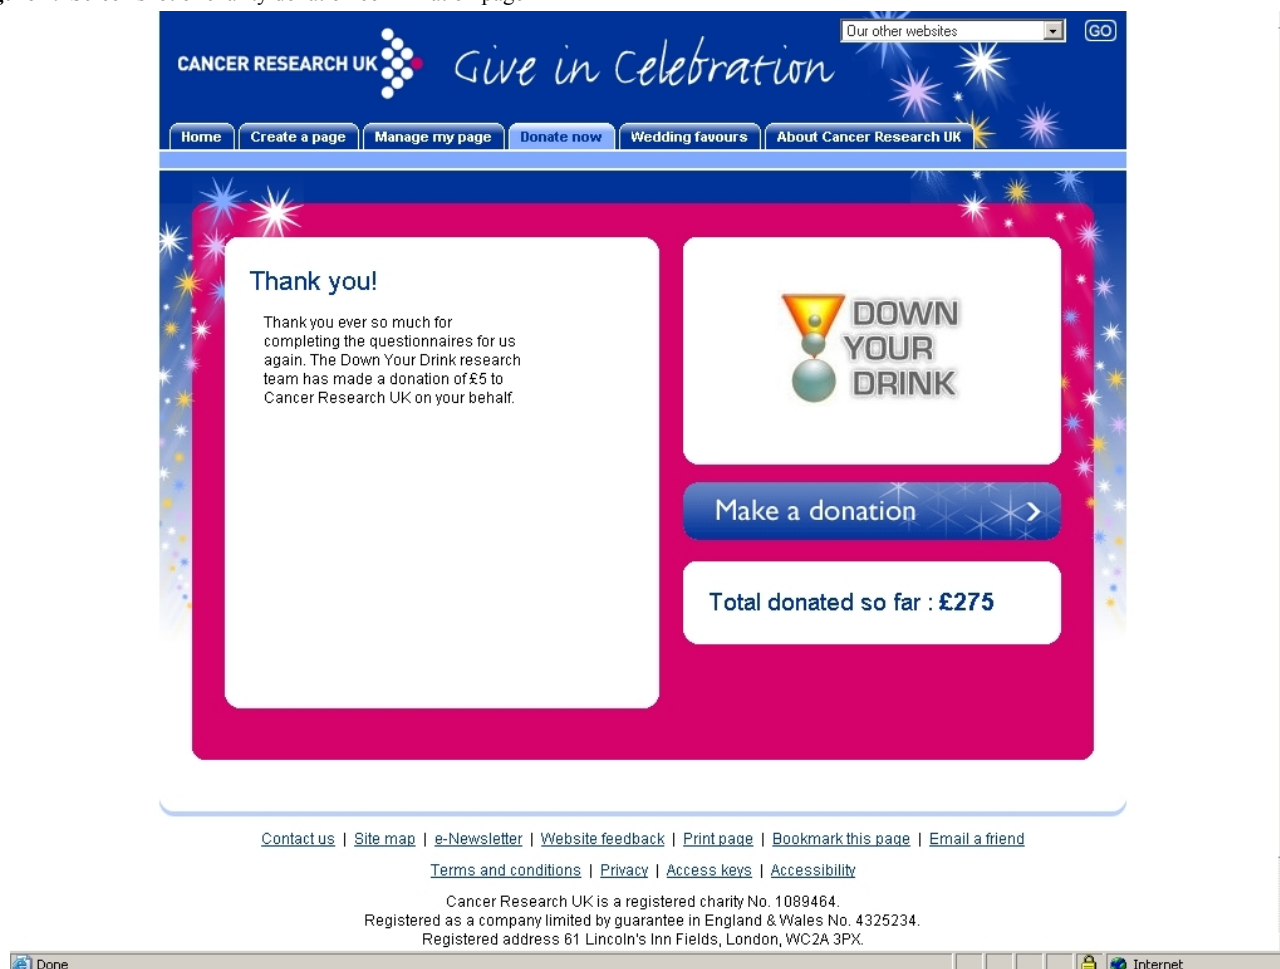 Our other websites
GO
CANCER RESEARCH UK
Give in Celebration
Home
Create a page
Manage my page
Donate now
Wedding favours
About Cancer Research UK
Thank you!
Thank you ever so much for
completing the questionnaires for us
again. The Down Your Drink research
team has made a donation of £5 to
Cancer Research UK on your behalf.
DOWN
YOUR
DRINK
Make a donation
Total donated so far : £275
Contact us | Site map | e-Newsletter | Website feedback | Print page | Bookmark this page | Email a friend
Terms and conditions | Privacy | Access keys | Accessibility
Cancer Research UK is a registered charity No. 1089464.
Registered as a company limited by guarantee in England & Wales No. 4325234.
Registered address 61 Lincoln's Inn Fields, London, WC2A 3PX.
Done
Internet